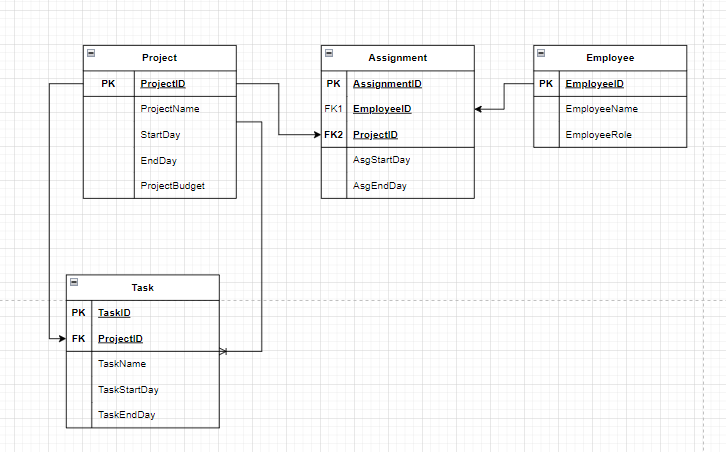 Project
PK ProjectID
ProjectName
StartDay
EndDay
ProjectBudget
Assignment
PK AssignmentID
FK1 EmployeeID
FK2 ProjectID
AsgStartDay
AsgEndDay
Employee
PK EmployeeID
EmployeeName
EmployeeRole
Task
PK TaskID
FK ProjectID
TaskName
TaskStartDay
TaskEndDay